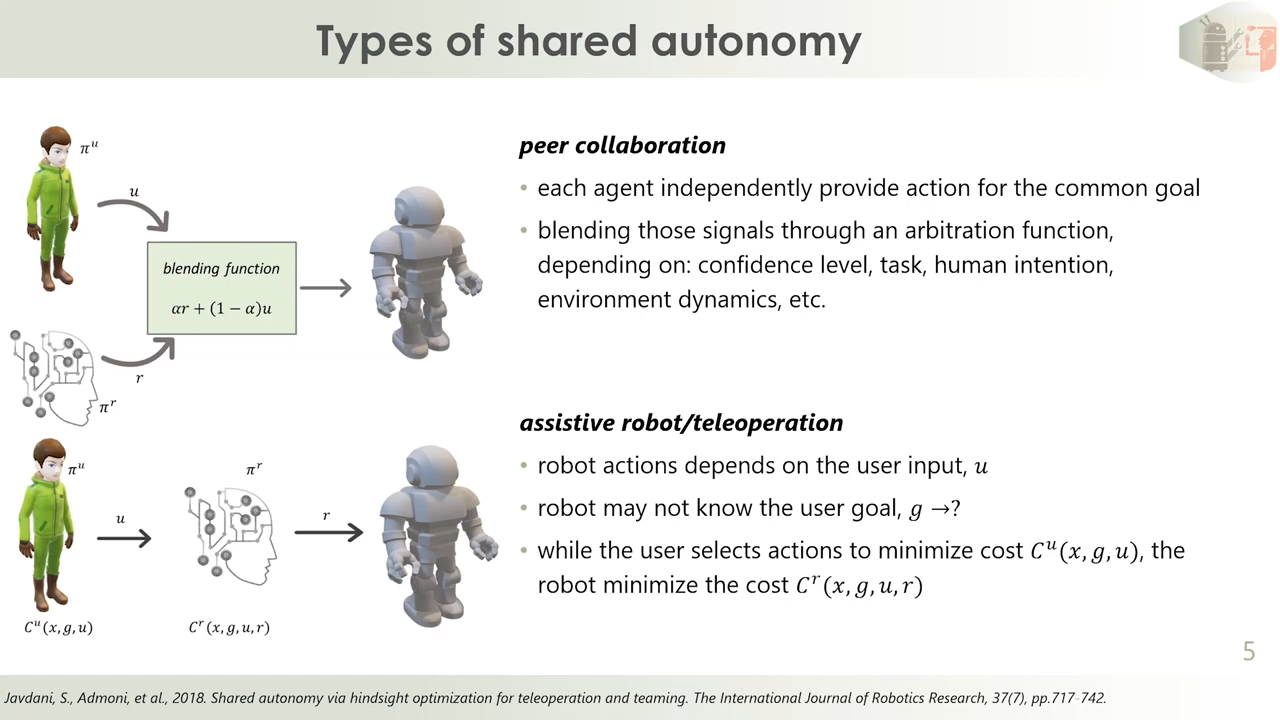 Types of shared autonomy
π^u
u
blending function
αr + (1 − α)u
r
π^r
peer collaboration
• each agent independently provide action for the common goal
• blending those signals through an arbitration function,
depending on: confidence level, task, human intention,
environment dynamics, etc.
π^u
u
π^r
r
C^u(x, g, u)
C^r(x, g, u, r)
assistive robot/teleoperation
• robot actions depends on the user input, u
• robot may not know the user goal, g →?
• while the user selects actions to minimize cost C^u(x, g, u), the
robot minimize the cost C^r(x, g, u, r)
5
Javdani, S., Admoni, et al., 2018. Shared autonomy via hindsight optimization for teleoperation and teaming. The International Journal of Robotics Research, 37(7), pp.717-742.